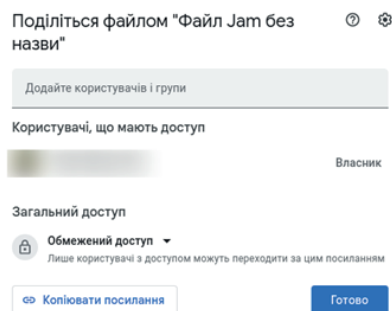 Поділіться файлом "Файл Jam без
назви"
Додайте користувачів і групи
Користувачі, що мають доступ
Власник
Загальний доступ
Обмежений доступ
Лише користувачі з доступом можуть переходити за цим посиланням
Копіювати посилання
Готово